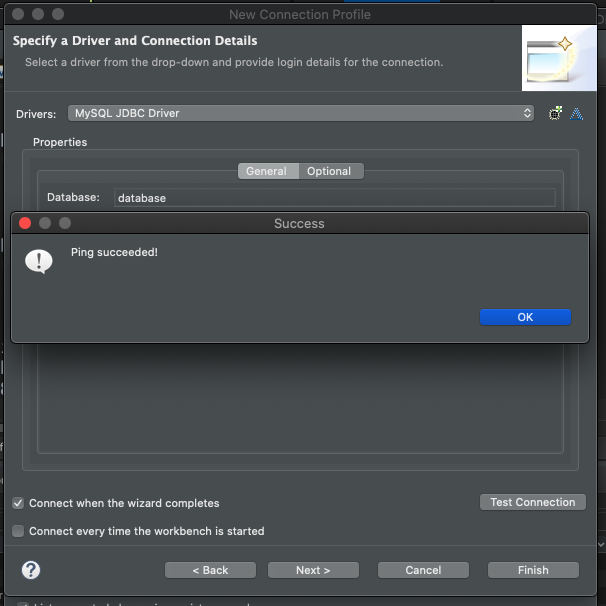 New Connection Profile
Specify a Driver and Connection Details
Select a driver from the drop-down and provide login details for the connection.
Drivers: MySQL JDBC Driver
Properties
General Optional
Database: database
Success
Ping succeeded!
OK
Connect when the wizard completes
Test Connection
Connect every time the workbench is started
? < Back Next > Cancel Finish